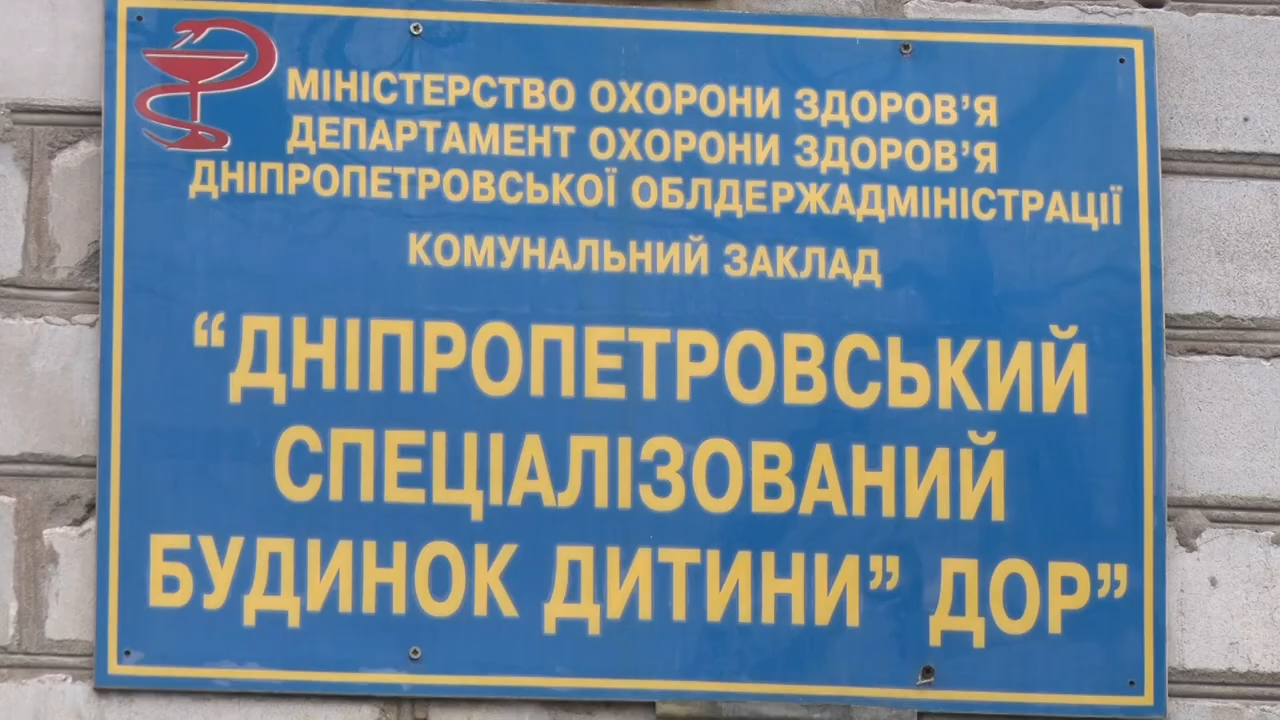 МІНІСТЕРСТВО ОХОРОНИ ЗДОРОВ’Я
ДЕПАРТАМЕНТ ОХОРОНИ ЗДОРОВ’Я
ДНІПРОПЕТРОВСЬКОЇ ОБЛДЕРЖАДМІНІСТРАЦІЇ
КОМУНАЛЬНИЙ ЗАКЛАД
“ДНІПРОПЕТРОВСЬКИЙ
СПЕЦІАЛІЗОВАНИЙ
БУДИНОК ДИТИНИ” ДОР”